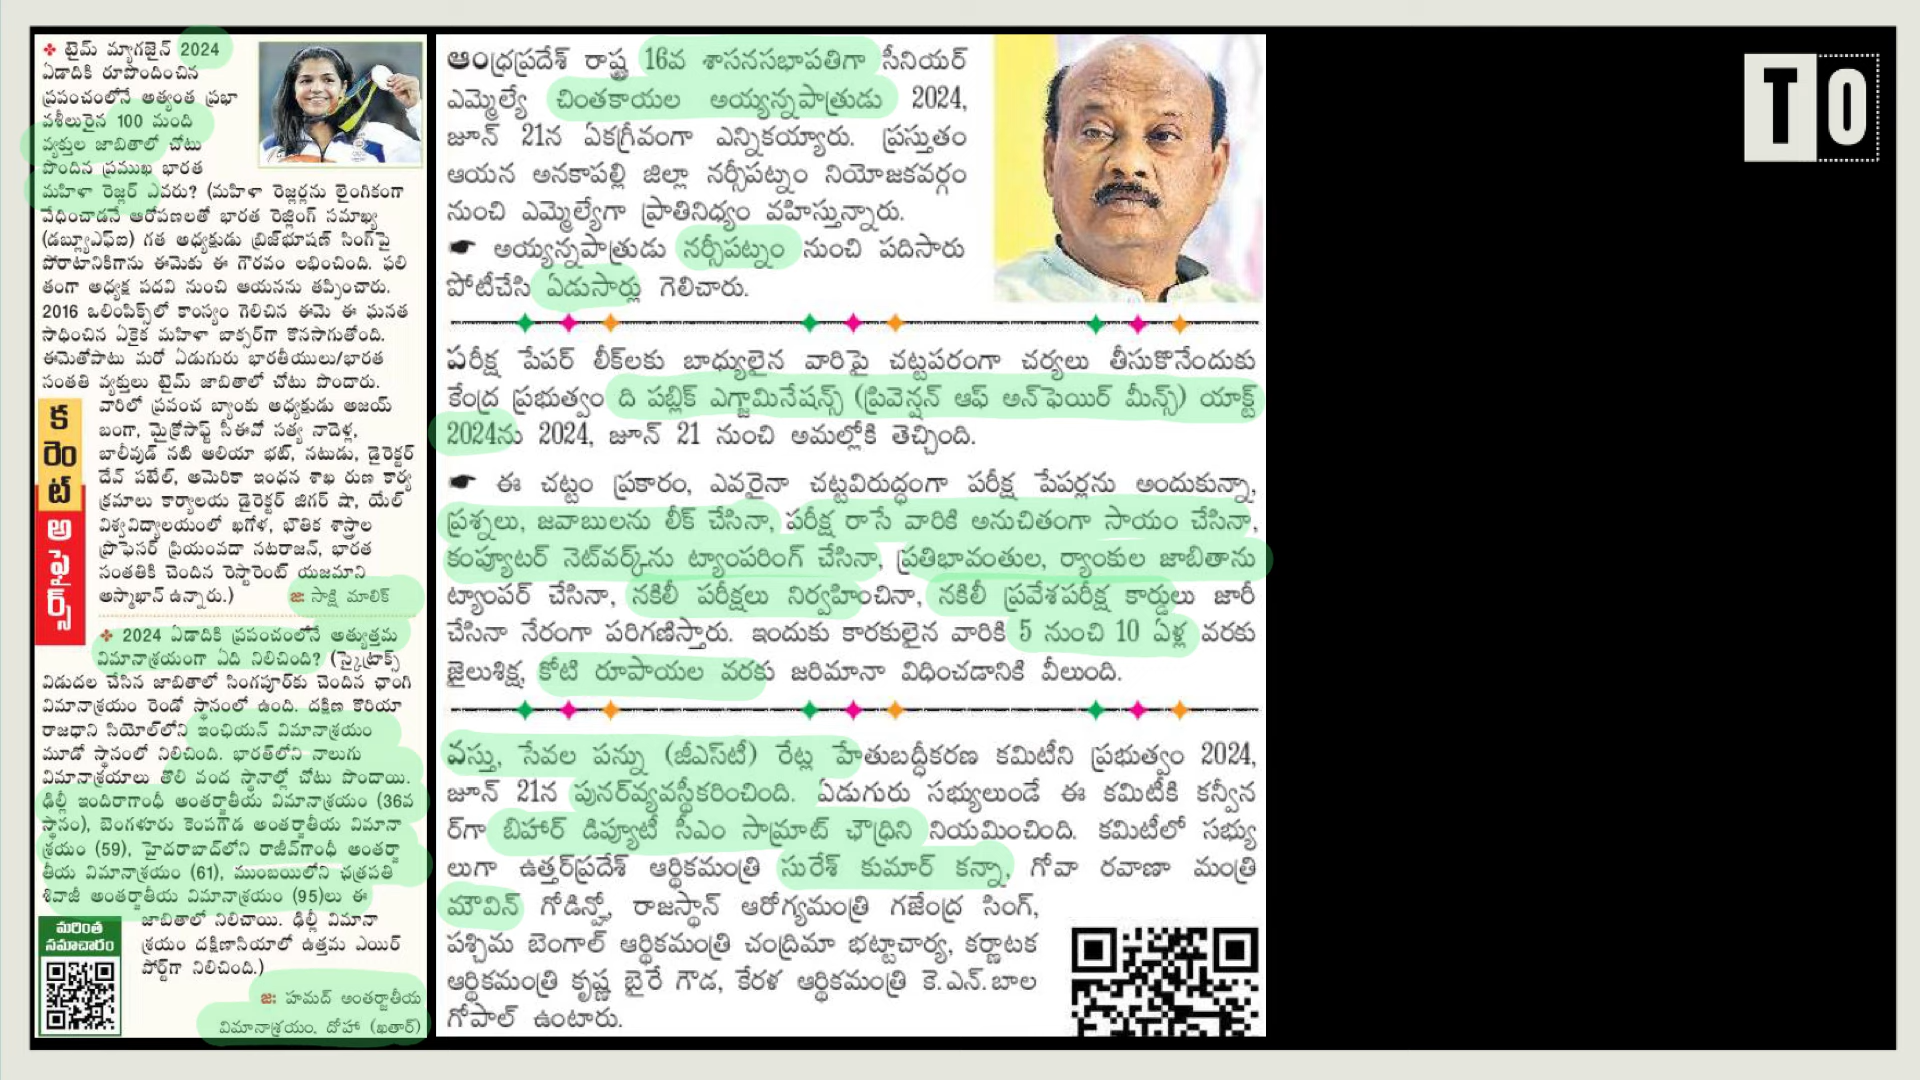 ❖ టైమ్ మ్యాగజైన్ 2024
ఏడాదికి రూపొందించిన
ప్రపంచంలోనే అత్యంత ప్రభా
వశీలురైన 100 మంది
వ్యక్తుల జాబితాలో చోటు
పొందిన ప్రముఖ భారత
మహిళా రెజ్లర్ ఎవరు? (మహిళా రెజ్లర్లను లైంగికంగా
వేధించాడనే ఆరోపణలతో భారత రెజ్లింగ్ సమాఖ్య
(డబ్ల్యూఎఫ్ఐ) గత అధ్యక్షుడు బ్రిజ్‌భూషణ్ సింగ్‌పై
పోరాటానికిగాను ఈమెకు ఈ గౌరవం లభించింది. ఫలి
తంగా అధ్యక్ష పదవి నుంచి ఆయనను తప్పించారు.
2016 ఒలింపిక్స్‌లో కాంస్యం గెలిచిన ఈమె ఈ ఘనత
సాధించిన ఏకైక మహిళా బాక్సర్‌గా కొనసాగుతోంది.
ఈమెతోపాటు మరో ఏడుగురు భారతీయులు/భారత
సంతతి వ్యక్తులు టైమ్ జాబితాలో చోటు పొందారు.
వారిలో ప్రపంచ బ్యాంకు అధ్యక్షుడు అజయ్
బంగా, మైక్రోసాఫ్ట్ సీఈవో సత్య నాదెళ్ల,
బాలీవుడ్ నటి ఆలియా భట్, నటుడు, డైరెక్టర్
దేవ్ పటేల్, అమెరికా ఇంధన శాఖ రుణ కార్య
క్రమాలు కార్యాలయ డైరెక్టర్ జిగర్ షా, యేల్
విశ్వవిద్యాలయంలో ఖగోళ, భౌతిక శాస్త్రాల
ప్రొఫెసర్ ప్రియంవదా నటరాజన్, భారత
సంతతికి చెందిన రెస్టారెంట్ యజమాని
అస్మాఖాన్ ఉన్నారు.) జ: సాక్షి మాలిక్
కరెంట్ అఫైర్స్
❖ 2024 ఏడాదికి ప్రపంచంలోనే అత్యుత్తమ
విమానాశ్రయంగా ఏది నిలిచింది? (స్కైట్రాక్స్
విడుదల చేసిన జాబితాలో సింగపూర్‌కు చెందిన ఛాంగి
విమానాశ్రయం రెండో స్థానంలో ఉంది. దక్షిణ కొరియా
రాజధాని సియోల్‌లోని ఇంఛియన్ విమానాశ్రయం
మూడో స్థానంలో నిలిచింది. భారత్‌లోని నాలుగు
విమానాశ్రయాలు తొలి వంద స్థానాల్లో చోటు పొందాయి.
ఢిల్లీ ఇందిరాగాంధీ అంతర్జాతీయ విమానాశ్రయం (36వ
స్థానం), బెంగళూరు కెంపగౌడ అంతర్జాతీయ విమానా
శ్రయం (59), హైదరాబాద్‌లోని రాజీవ్‌గాంధీ అంతర్జా
తీయ విమానాశ్రయం (61), ముంబయిలోని ఛత్రపతి
శివాజీ అంతర్జాతీయ విమానాశ్రయం (95)లు ఈ
జాబితాలో నిలిచాయి. ఢిల్లీ విమానా
శ్రయం దక్షిణాసియాలో ఉత్తమ ఎయిర్
పోర్ట్‌గా నిలిచింది.)
జ: హమద్ అంతర్జాతీయ
విమానాశ్రయం, దోహా (ఖతార్)
మరింత
సమాచారం
ఆంధ్రప్రదేశ్ రాష్ట్ర 16వ శాసనసభాపతిగా సీనియర్
ఎమ్మెల్యే చింతకాయల అయ్యన్నపాత్రుడు 2024,
జూన్ 21న ఏకగ్రీవంగా ఎన్నికయ్యారు. ప్రస్తుతం
ఆయన అనకాపల్లి జిల్లా నర్సీపట్నం నియోజకవర్గం
నుంచి ఎమ్మెల్యేగా ప్రాతినిధ్యం వహిస్తున్నారు.
☛ అయ్యన్నపాత్రుడు నర్సీపట్నం నుంచి పదిసారు
పోటీచేసి ఏడుసార్లు గెలిచారు.
పరీక్ష పేపర్ లీక్‌లకు బాధ్యులైన వారిపై చట్టపరంగా చర్యలు తీసుకొనేందుకు
కేంద్ర ప్రభుత్వం ది పబ్లిక్ ఎగ్జామినేషన్స్ (ప్రివెన్షన్ ఆఫ్ అన్‌ఫెయిర్ మీన్స్) యాక్ట్
2024ను 2024, జూన్ 21 నుంచి అమల్లోకి తెచ్చింది.
☛ ఈ చట్టం ప్రకారం, ఎవరైనా చట్టవిరుద్ధంగా పరీక్ష పేపర్లను అందుకున్నా,
ప్రశ్నలు, జవాబులను లీక్ చేసినా, పరీక్ష రాసే వారికి అనుచితంగా సాయం చేసినా,
కంప్యూటర్ నెట్‌వర్క్‌ను ట్యాంపరింగ్ చేసినా, ప్రతిభావంతుల, ర్యాంకుల జాబితాను
ట్యాంపర్ చేసినా, నకిలీ పరీక్షలు నిర్వహించినా, నకిలీ ప్రవేశపరీక్ష కార్డులు జారీ
చేసినా నేరంగా పరిగణిస్తారు. ఇందుకు కారకులైన వారికి 5 నుంచి 10 ఏళ్ల వరకు
జైలుశిక్ష, కోటి రూపాయల వరకు జరిమానా విధించడానికి వీలుంది.
వస్తు, సేవల పన్ను (జీఎస్‌టీ) రేట్ల హేతుబద్ధీకరణ కమిటీని ప్రభుత్వం 2024,
జూన్ 21న పునర్‌వ్యవస్థీకరించింది. ఏడుగురు సభ్యులుండే ఈ కమిటీకి కన్వీన
ర్‌గా బిహార్ డిప్యూటీ సీఎం సామ్రాట్ ఛౌధ్రిని నియమించింది. కమిటీలో సభ్యు
లుగా ఉత్తర్‌ప్రదేశ్ ఆర్థికమంత్రి సురేశ్ కుమార్ కన్నా, గోవా రవాణా మంత్రి
మౌవిన్ గోడిన్హో, రాజస్థాన్ ఆరోగ్యమంత్రి గజేంద్ర సింగ్,
పశ్చిమ బెంగాల్ ఆర్థికమంత్రి చంద్రిమా భట్టాచార్య, కర్ణాటక
ఆర్థికమంత్రి కృష్ణ బైరే గౌడ, కేరళ ఆర్థికమంత్రి కె.ఎన్.బాల
గోపాల్ ఉంటారు.
TO